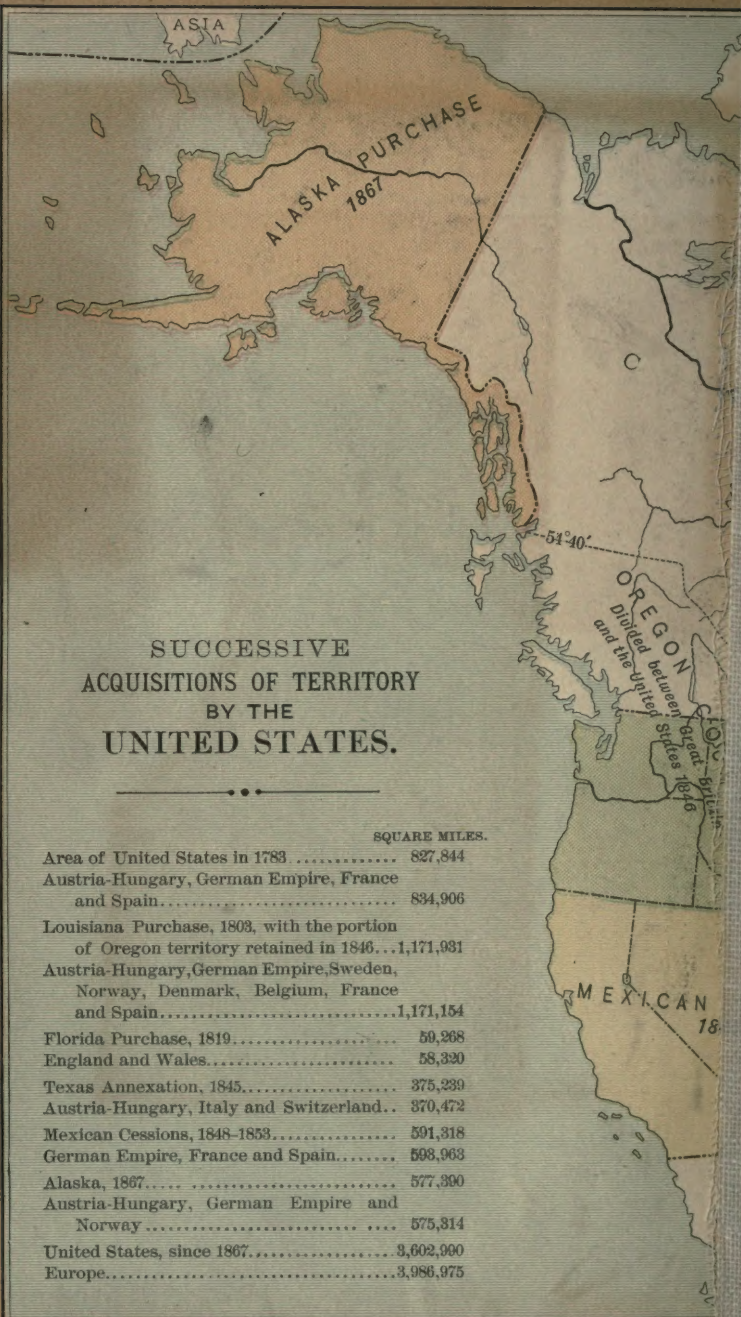 ASIA
ALASKA PURCHASE
1867
C
54°40'
OREGON
Divided between Great Britain
and the United States 1846
MEXICAN
18
SUCCESSIVE
ACQUISITIONS OF TERRITORY
BY THE
UNITED STATES.
SQUARE MILES.
Area of United States in 1783 ............. 827,844
Austria-Hungary, German Empire, France
and Spain............................ 834,906
Louisiana Purchase, 1803, with the portion
of Oregon territory retained in 1846...1,171,931
Austria-Hungary,German Empire,Sweden,
Norway, Denmark, Belgium, France
and Spain............................1,171,154
Florida Purchase, 1819.................... 59,268
England and Wales....................... 58,320
Texas Annexation, 1845.................. 375,239
Austria-Hungary, Italy and Switzerland.. 370,472
Mexican Cessions, 1848-1853............... 591,318
German Empire, France and Spain........ 593,963
Alaska, 1867..... ...................... 577,390
Austria-Hungary, German Empire and
Norway ........................... .... 575,314
United States, since 1867...................3,602,990
Europe......................................3,986,975